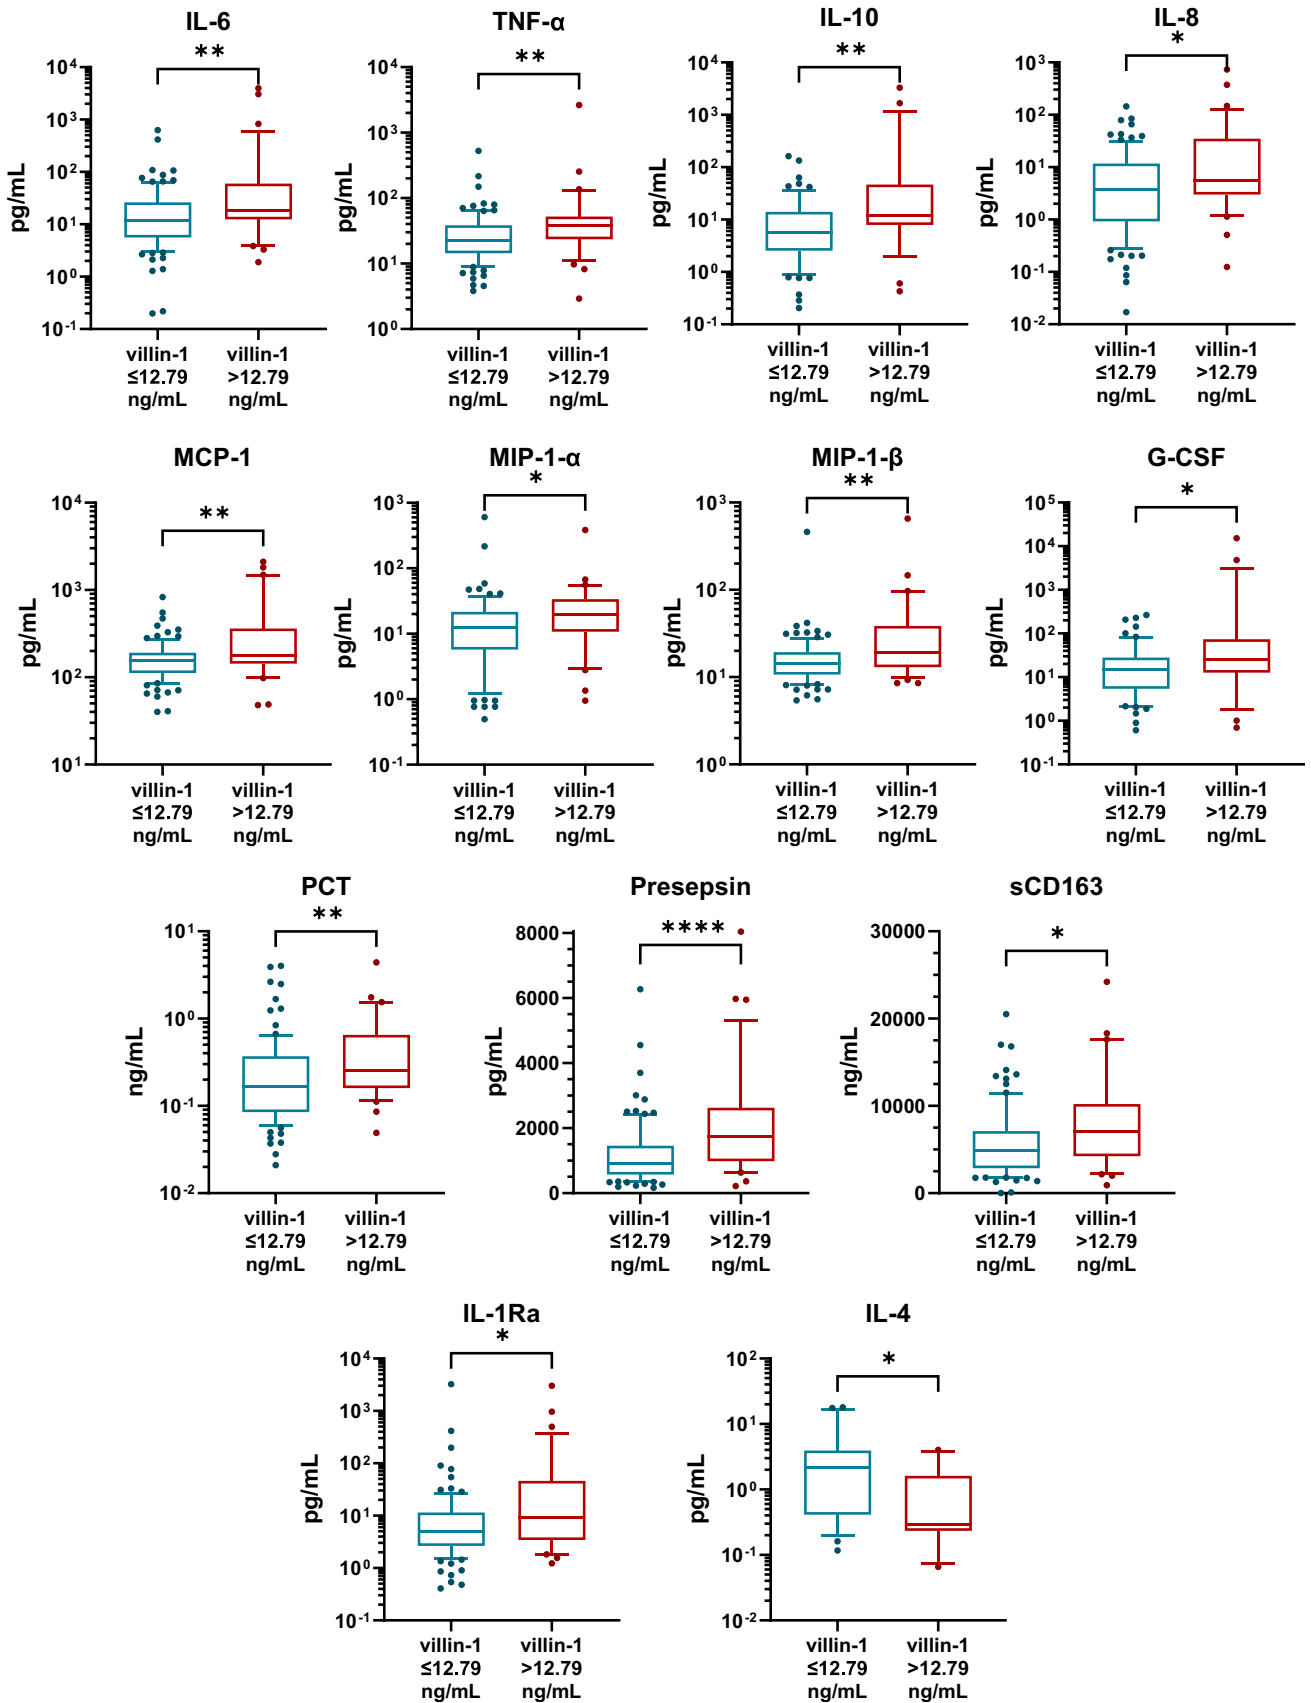 IL-6
**
pg/mL
10⁴
10³
10²
10¹
10⁰
10⁻¹
villin-1
≤12.79
ng/mL
villin-1
>12.79
ng/mL
TNF-α
**
pg/mL
10⁴
10³
10²
10¹
10⁰
villin-1
≤12.79
ng/mL
villin-1
>12.79
ng/mL
IL-10
**
pg/mL
10⁴
10³
10²
10¹
10⁰
10⁻¹
villin-1
≤12.79
ng/mL
villin-1
>12.79
ng/mL
IL-8
*
pg/mL
10³
10²
10¹
10⁰
10⁻¹
10⁻²
villin-1
≤12.79
ng/mL
villin-1
>12.79
ng/mL
MCP-1
**
pg/mL
10⁴
10³
10²
10¹
villin-1
≤12.79
ng/mL
villin-1
>12.79
ng/mL
MIP-1-α
*
pg/mL
10³
10²
10¹
10⁰
10⁻¹
villin-1
≤12.79
ng/mL
villin-1
>12.79
ng/mL
MIP-1-β
**
pg/mL
10³
10²
10¹
10⁰
villin-1
≤12.79
ng/mL
villin-1
>12.79
ng/mL
G-CSF
*
pg/mL
10⁵
10⁴
10³
10²
10¹
10⁰
10⁻¹
villin-1
≤12.79
ng/mL
villin-1
>12.79
ng/mL
PCT
**
ng/mL
10¹
10⁰
10⁻¹
10⁻²
villin-1
≤12.79
ng/mL
villin-1
>12.79
ng/mL
Presepsin
****
pg/mL
8000
6000
4000
2000
0
villin-1
≤12.79
ng/mL
villin-1
>12.79
ng/mL
sCD163
*
ng/mL
30000
20000
10000
0
villin-1
≤12.79
ng/mL
villin-1
>12.79
ng/mL
IL-1Ra
*
pg/mL
10⁴
10³
10²
10¹
10⁰
10⁻¹
villin-1
≤12.79
ng/mL
villin-1
>12.79
ng/mL
IL-4
*
pg/mL
10²
10¹
10⁰
10⁻¹
10⁻²
villin-1
≤12.79
ng/mL
villin-1
>12.79
ng/mL